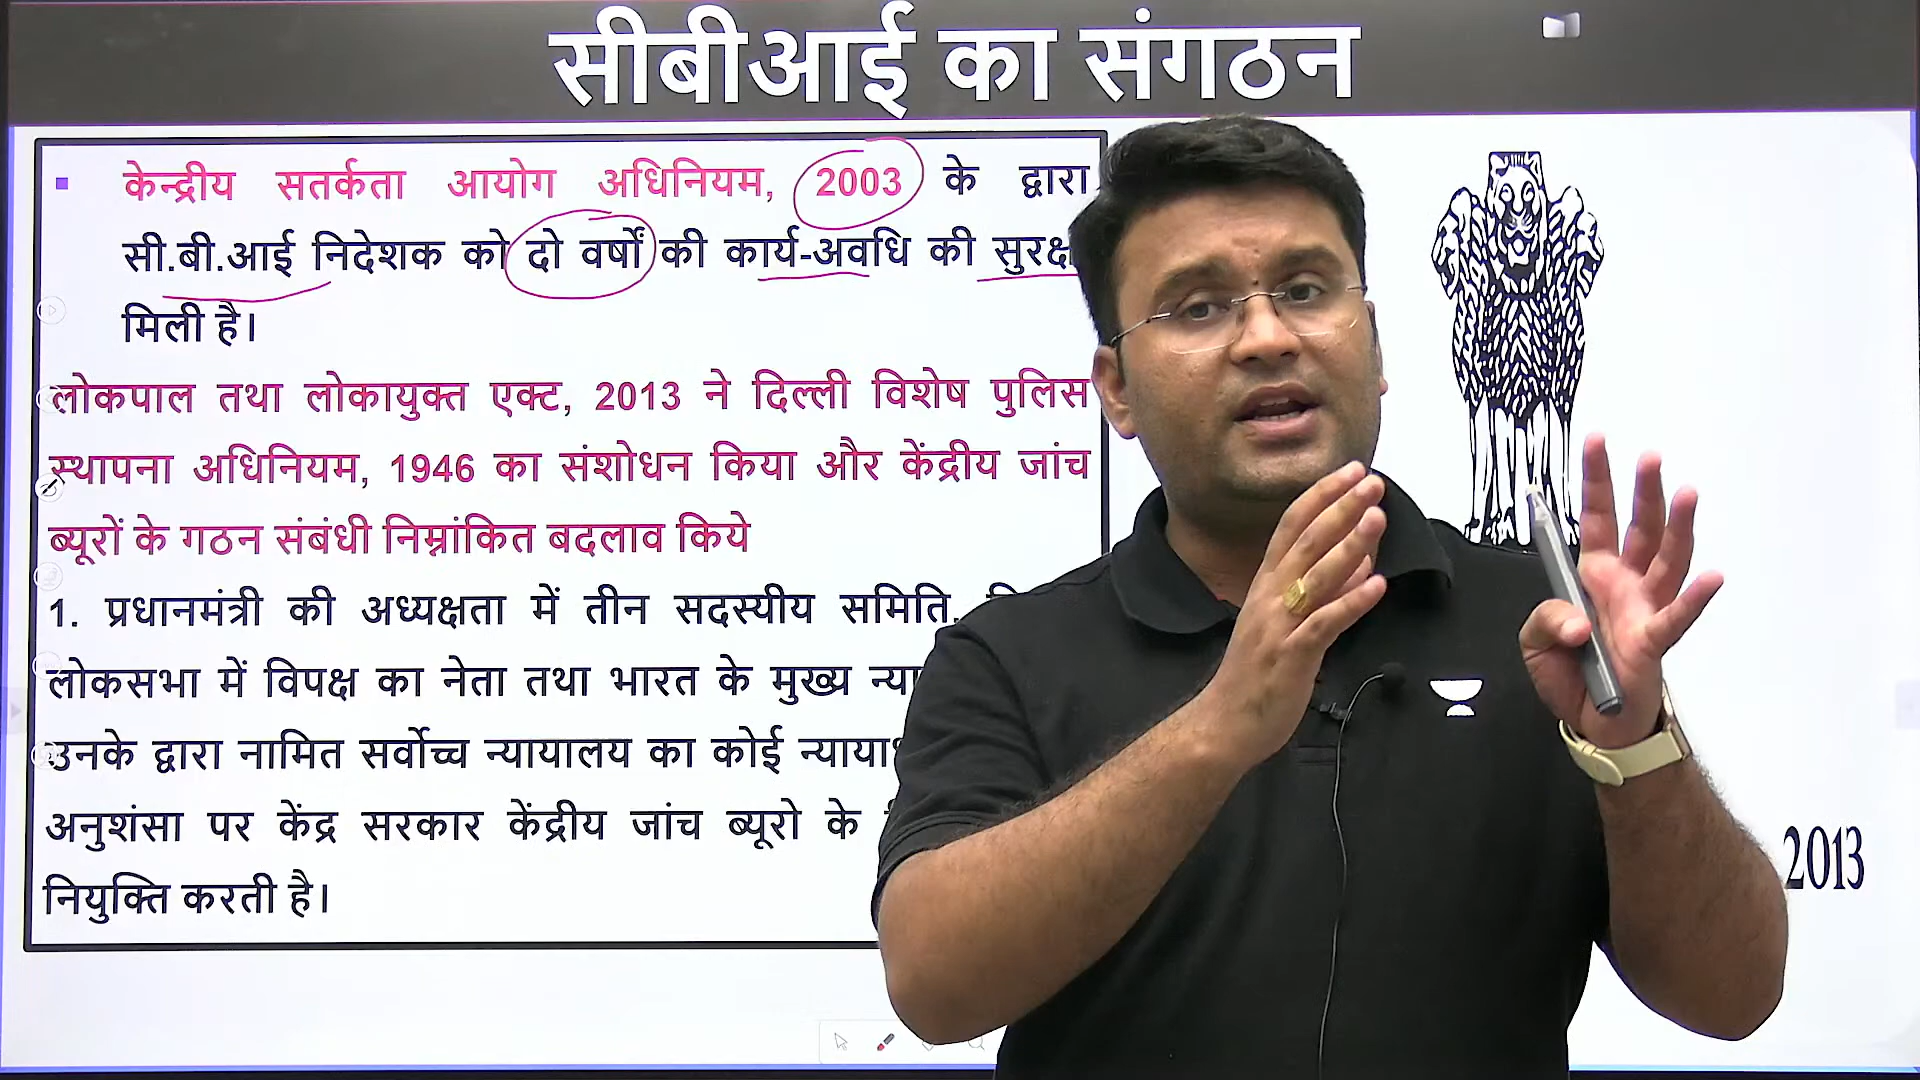 सीबीआई का संगठन
केन्द्रीय सतर्कता आयोग अधिनियम, 2003 के द्वारा
सी.बी.आई निदेशक को दो वर्षों की कार्य-अवधि की
मिली है।
लोकपाल तथा लोकायुक्त एक्ट, 2013 ने दिल्ली विशेष पुलिस
स्थापना अधिनियम, 1946 का संशोधन किया और केंद्रीय जांच
ब्यूरों के गठन संबंधी निम्नांकित बदलाव किये
1. प्रधानमंत्री की अध्यक्षता में तीन सदस्यीय समिति,
लोकसभा में विपक्ष का नेता तथा भारत के मुख्य
उनके द्वारा नामित सर्वोच्च न्यायालय का कोई
अनुशंसा पर केंद्र सरकार केंद्रीय जांच ब्यूरो के
नियुक्ति करती है।
2013